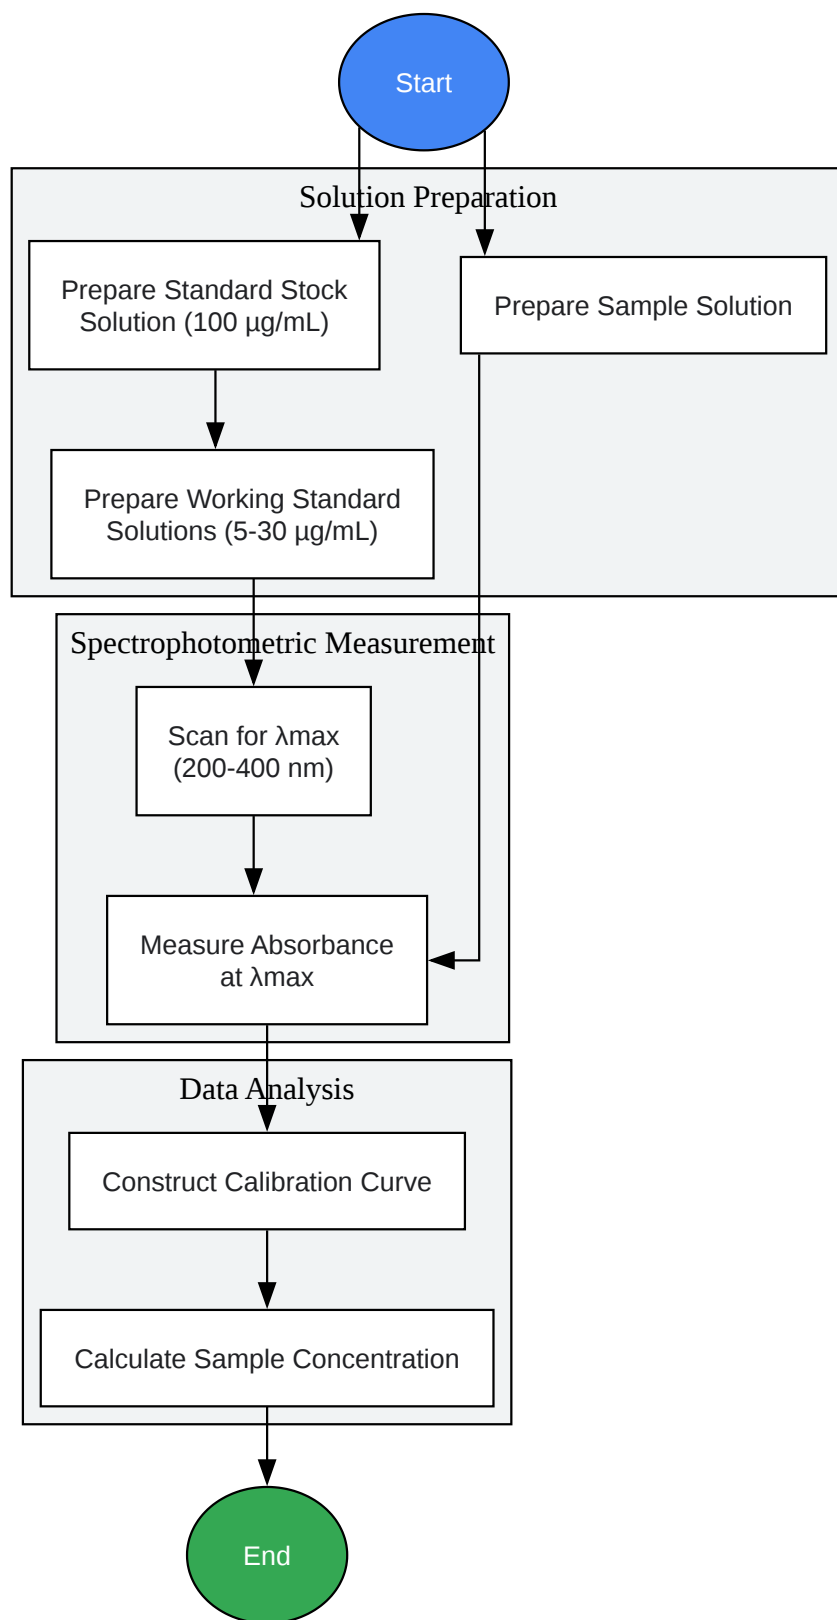 Start
Solution Preparation
Prepare Standard Stock
Solution (100 µg/mL)
Prepare Sample Solution
Prepare Working Standard
Solutions (5-30 µg/mL)
Spectrophotometric Measurement
Scan for λmax
(200-400 nm)
Measure Absorbance
at λmax
Data Analysis
Construct Calibration Curve
Calculate Sample Concentration
End